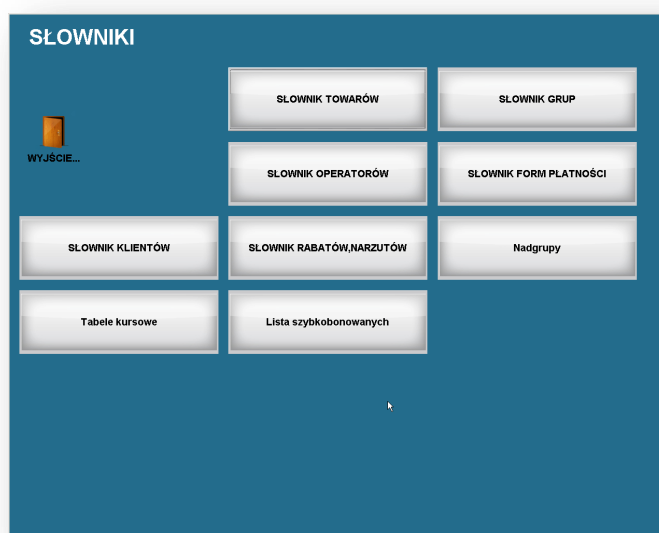 SŁOWNIKI
SŁOWNIK TOWARÓW
SŁOWNIK GRUP
WYJŚCIE...
SŁOWNIK OPERATORÓW
SŁOWNIK FORM PŁATNOŚCI
SŁOWNIK KLIENTÓW
SŁOWNIK RABATÓW,NARZUTÓW
Nadgrupy
Tabele kursowe
Lista szybkobonowanych